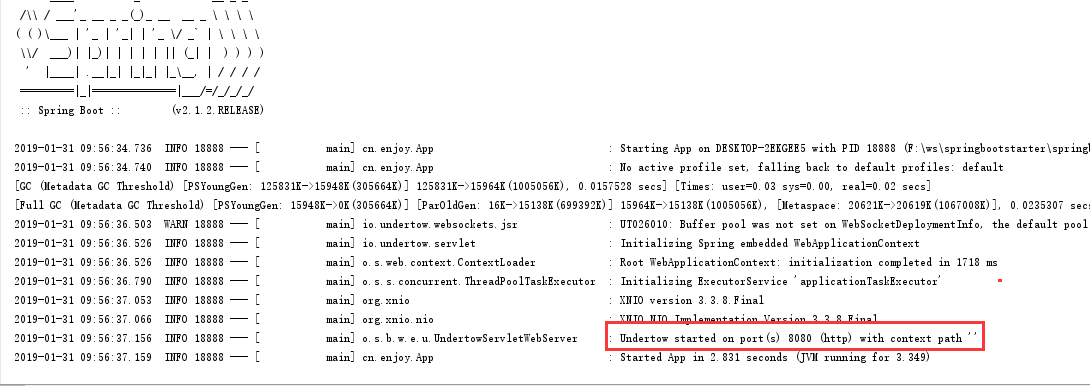 :: Spring Boot ::        (v2.1.2.RELEASE)
2019-01-31 09:56:34.736  INFO 18888 --- [           main] cn.enjoy.App                             : Starting App on DESKTOP-2EKGEE5 with PID 18888 (F:\ws\springbootstarter\spring
2019-01-31 09:56:34.740  INFO 18888 --- [           main] cn.enjoy.App                             : No active profile set, falling back to default profiles: default
[GC (Metadata GC Threshold) [PSYoungGen: 125831K->15948K(305664K)] 125831K->15964K(1005056K), 0.0157528 secs] [Times: user=0.03 sys=0.00, real=0.02 secs]
[Full GC (Metadata GC Threshold) [PSYoungGen: 15948K->0K(305664K)] [ParOldGen: 16K->15138K(699392K)] 15964K->15138K(1005056K), [Metaspace: 20621K->20619K(1067008K)], 0.0235307 secs
2019-01-31 09:56:36.503  WARN 18888 --- [           main] io.undertow.websockets.jsr               : UT026010: Buffer pool was not set on WebSocketDeploymentInfo, the default pool
2019-01-31 09:56:36.526  INFO 18888 --- [           main] io.undertow.servlet                      : Initializing Spring embedded WebApplicationContext
2019-01-31 09:56:36.526  INFO 18888 --- [           main] o.s.web.context.ContextLoader            : Root WebApplicationContext: initialization completed in 1718 ms
2019-01-31 09:56:36.790  INFO 18888 --- [           main] o.s.s.concurrent.ThreadPoolTaskExecutor  : Initializing ExecutorService 'applicationTaskExecutor'
2019-01-31 09:56:37.053  INFO 18888 --- [           main] org.xnio                                 : XNIO version 3.3.8.Final
2019-01-31 09:56:37.066  INFO 18888 --- [           main] org.xnio.nio                             : XNIO NIO Implementation Version 3.3.8.Final
2019-01-31 09:56:37.156  INFO 18888 --- [           main] o.s.b.w.e.u.UndertowServletWebServer     : Undertow started on port(s) 8080 (http) with context path ''
2019-01-31 09:56:37.159  INFO 18888 --- [           main] cn.enjoy.App                             : Started App in 2.831 seconds (JVM running for 3.349)